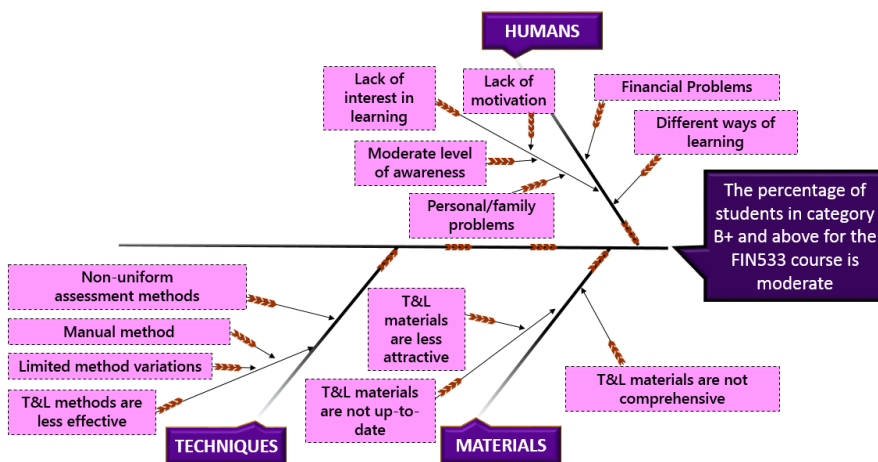 HUMANS
Lack of
interest in
learning
Lack of
motivation
Financial Problems
Different ways of
learning
Moderate level
of awareness
Personal/family
problems
The percentage of
students in category
B+ and above for the
FIN533 course is
moderate
Non-uniform
assessment methods
Manual method
Limited method variations
T&L methods are
less effective
T&L
materials
are less
attractive
T&L materials
are not up-to-
date
T&L materials are not
comprehensive
TECHNIQUES
MATERIALS